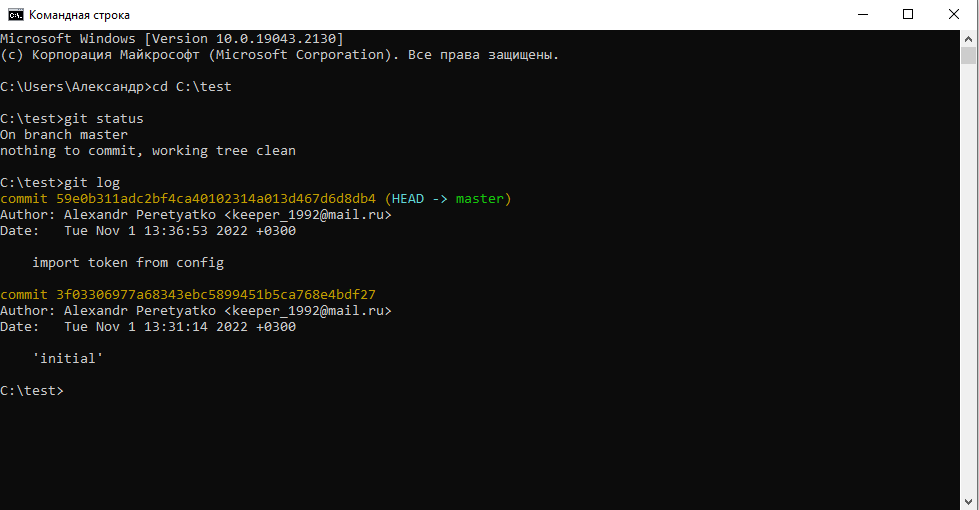 Командная строка
Microsoft Windows [Version 10.0.19043.2130]
(c) Корпорация Майкрософт (Microsoft Corporation). Все права защищены.
C:\Users\Александр>cd C:\test
C:\test>git status
On branch master
nothing to commit, working tree clean
C:\test>git log
commit 59e0b311adc2bf4ca40102314a013d467d6d8db4 (HEAD -> master)
Author: Alexandr Peretyatko <keeper_1992@mail.ru>
Date:   Tue Nov 1 13:36:53 2022 +0300
    import token from config
commit 3f03306977a68343ebc5899451b5ca768e4bdf27
Author: Alexandr Peretyatko <keeper_1992@mail.ru>
Date:   Tue Nov 1 13:31:14 2022 +0300
    'initial'
C:\test>